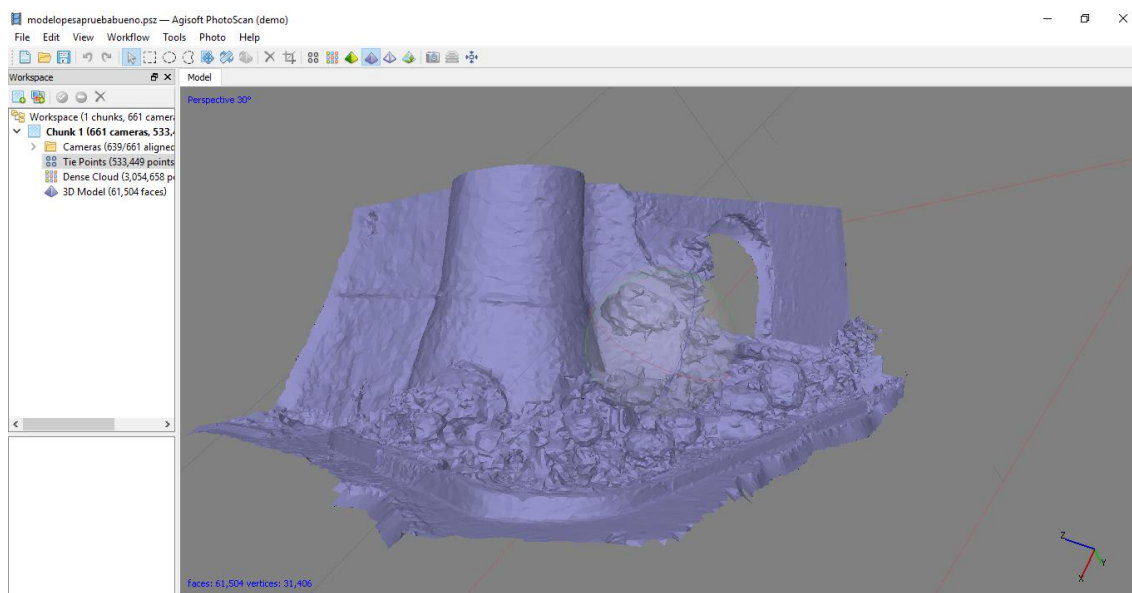 modelopesapruebabueno.psz — Agisoft PhotoScan (demo)
File Edit View Workflow Tools Photo Help
Workspace
Model
Perspective 30°
Workspace (1 chunks, 661 camer
Chunk 1 (661 cameras, 533,
Cameras (639/661 aligned
Tie Points (533,449 points
Dense Cloud (3,054,658 p
3D Model (61,504 faces)
Z
Y
X
faces: 61,504 vertices: 31,406